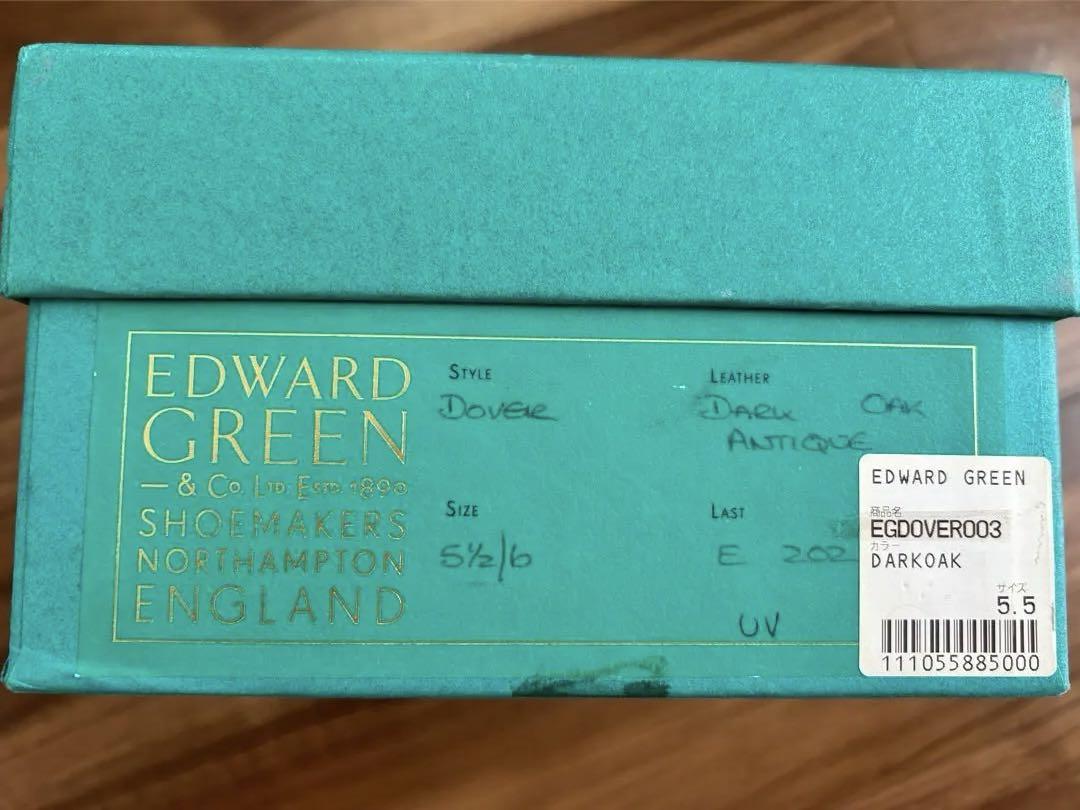 EDWARD
GREEN
— & Co. Ltd. Estd. 1890
SHOEMAKERS
NORTHAMPTON
ENGLAND
STYLE
DOVER
LEATHER
DARK OAK
ANTIQUE
SIZE
5½/6
LAST
E 202
UV
EDWARD GREEN
商品名
EGDOVER003
カラー
DARKOAK
サイズ
5.5
111055885000